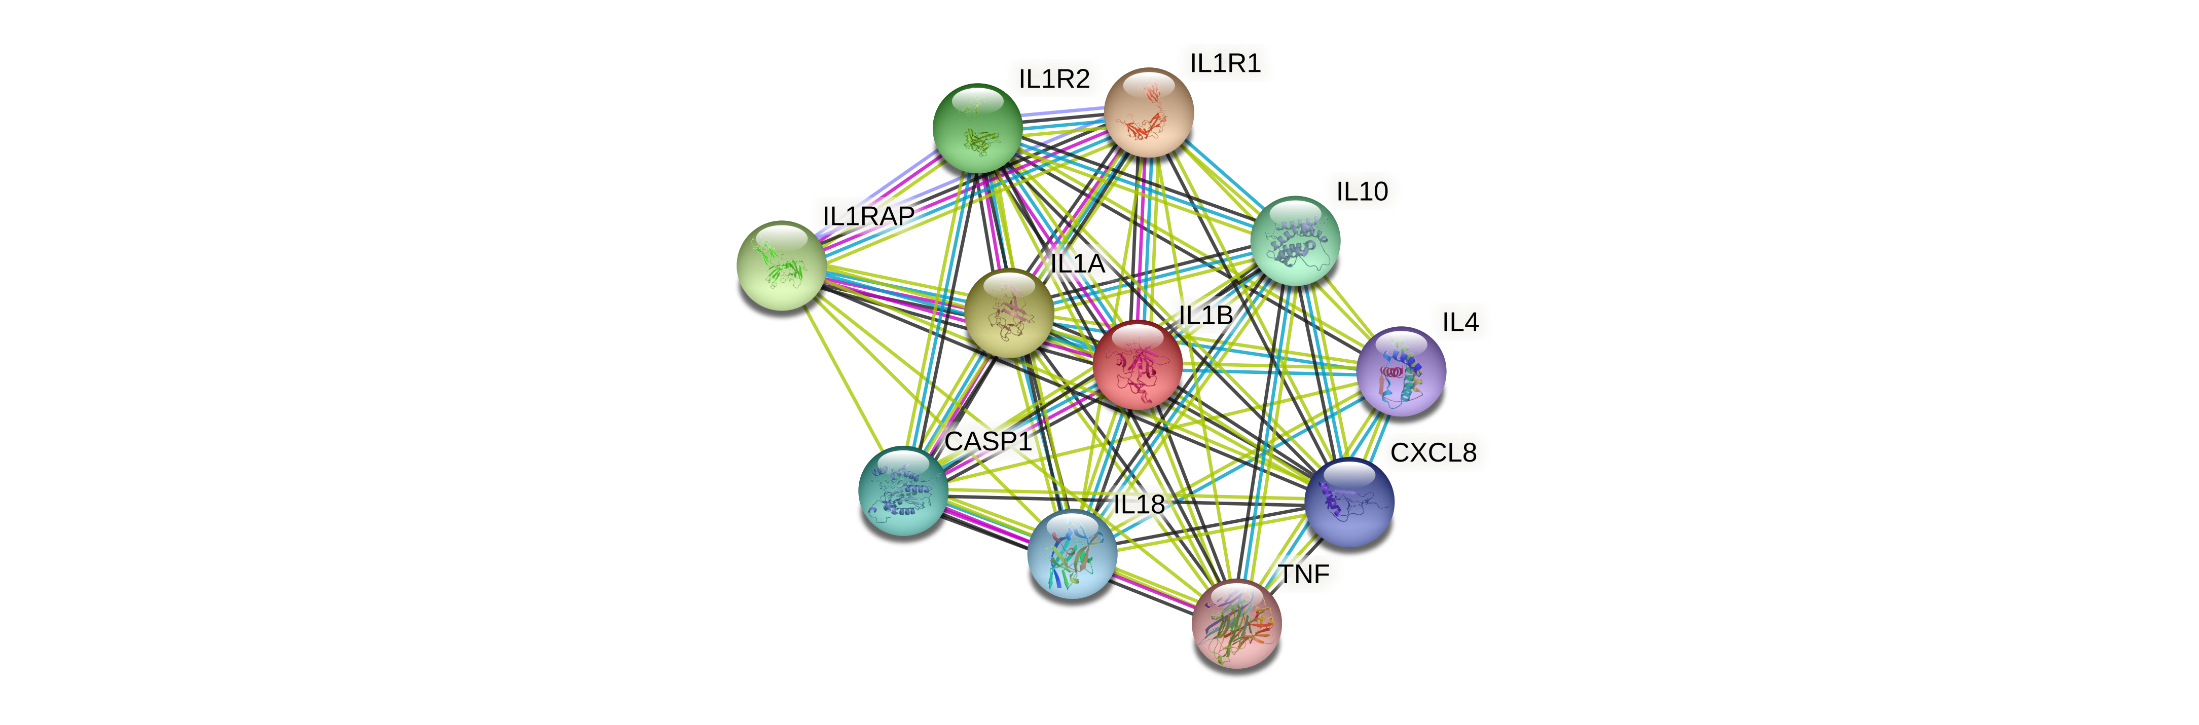 IL1R1
IL1R2
IL10
IL1RAP
IL1A
IL1B
IL4
CASP1
CXCL8
IL18
TNF